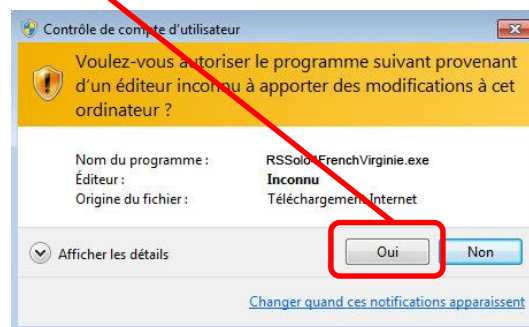 Contrôle de compte d'utilisateur
Voulez-vous autoriser le programme suivant provenant
d'un éditeur inconnu à apporter des modifications à cet
ordinateur ?
Nom du programme : RSSolo4FrenchVirginie.exe
Éditeur : Inconnu
Origine du fichier : Téléchargement Internet
Afficher les détails
Oui
Non
Changer quand ces notifications apparaissent